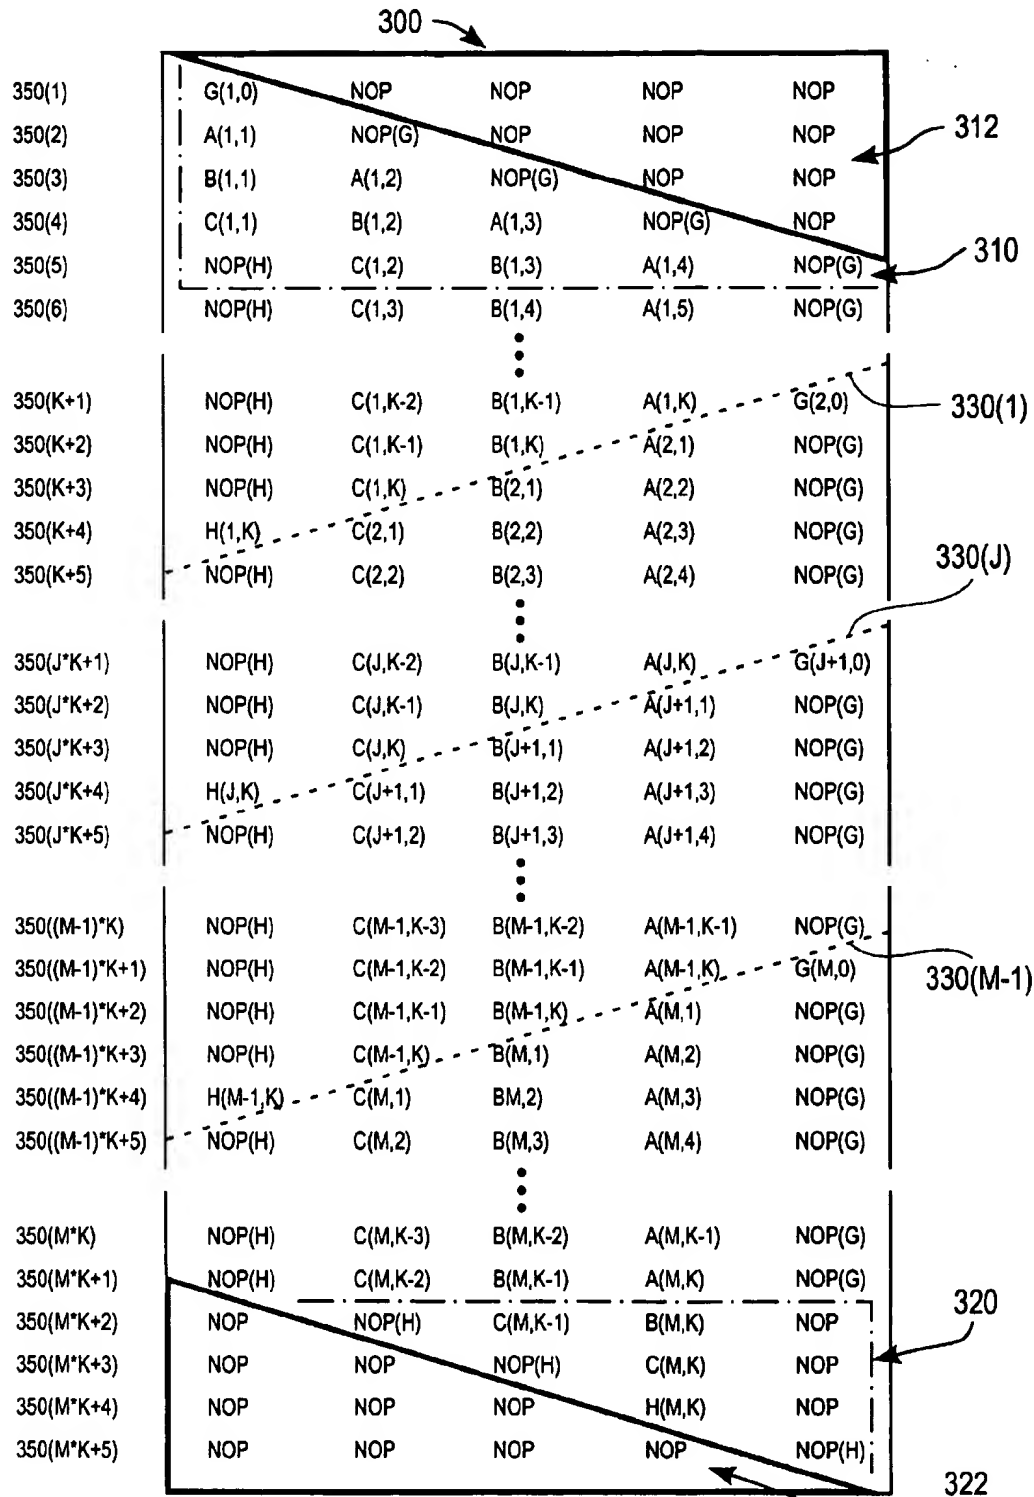 300
350(1) G(1,0) NOP NOP NOP NOP
350(2) A(1,1) NOP(G) NOP NOP NOP
312
350(3) B(1,1) A(1,2) NOP(G) NOP NOP
350(4) C(1,1) B(1,2) A(1,3) NOP(G) NOP
310
350(5) NOP(H) C(1,2) B(1,3) A(1,4) NOP(G)
350(6) NOP(H) C(1,3) B(1,4) A(1,5) NOP(G)
350(K+1) NOP(H) C(1,K-2) B(1,K-1) A(1,K) G(2,0)
330(1)
350(K+2) NOP(H) C(1,K-1) B(1,K) A(2,1) NOP(G)
350(K+3) NOP(H) C(1,K) B(2,1) A(2,2) NOP(G)
350(K+4) H(1,K) C(2,1) B(2,2) A(2,3) NOP(G)
330(J)
350(K+5) NOP(H) C(2,2) B(2,3) A(2,4) NOP(G)
350(J*K+1) NOP(H) C(J,K-2) B(J,K-1) A(J,K) G(J+1,0)
350(J*K+2) NOP(H) C(J,K-1) B(J,K) A(J+1,1) NOP(G)
350(J*K+3) NOP(H) C(J,K) B(J+1,1) A(J+1,2) NOP(G)
350(J*K+4) H(J,K) C(J+1,1) B(J+1,2) A(J+1,3) NOP(G)
350(J*K+5) NOP(H) C(J+1,2) B(J+1,3) A(J+1,4) NOP(G)
350((M-1)*K) NOP(H) C(M-1,K-3) B(M-1,K-2) A(M-1,K-1) NOP(G)
350((M-1)*K+1) NOP(H) C(M-1,K-2) B(M-1,K-1) A(M-1,K) G(M,0)
330(M-1)
350((M-1)*K+2) NOP(H) C(M-1,K-1) B(M-1,K) A(M,1) NOP(G)
350((M-1)*K+3) NOP(H) C(M-1,K) B(M,1) A(M,2) NOP(G)
350((M-1)*K+4) H(M-1,K) C(M,1) BM,2) A(M,3) NOP(G)
350((M-1)*K+5) NOP(H) C(M,2) B(M,3) A(M,4) NOP(G)
350(M*K) NOP(H) C(M,K-3) B(M,K-2) A(M,K-1) NOP(G)
350(M*K+1) NOP(H) C(M,K-2) B(M,K-1) A(M,K) NOP(G)
350(M*K+2) NOP NOP(H) C(M,K-1) B(M,K) NOP
320
350(M*K+3) NOP NOP NOP(H) C(M,K) NOP
350(M*K+4) NOP NOP NOP H(M,K) NOP
350(M*K+5) NOP NOP NOP NOP NOP(H)
322